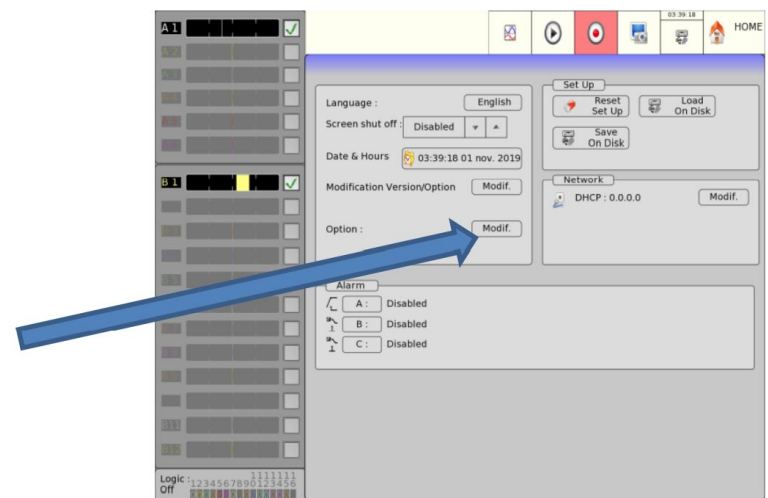 A1
03:39:18
HOME
B1
Language :
English
Screen shut off :
Disabled
Date & Hours
03:39:18 01 nov. 2019
Modification Version/Option
Modif.
Option :
Modif.
Set Up
Reset
Set Up
Load
On Disk
Save
On Disk
Network
DHCP : 0.0.0.0
Modif.
Alarm
A :
Disabled
B :
Disabled
C :
Disabled
B11
Logic :
1111111
1234567890123456
Off